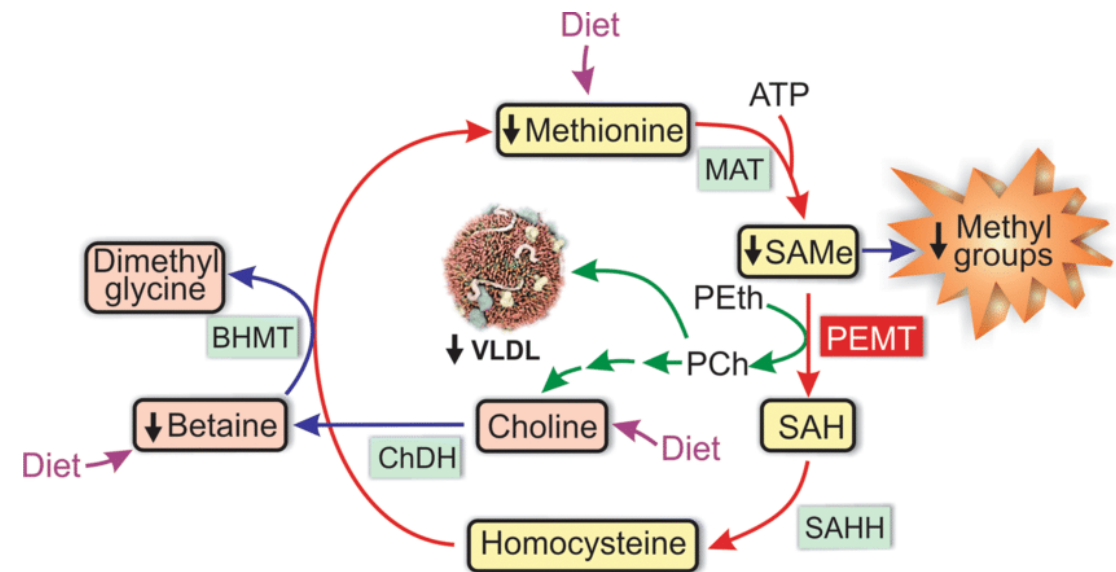 Diet
ATP
Methionine
MAT
Methyl
groups
SAMe
Dimethyl
glycine
PEth
BHMT
VLDL
PEMT
PCh
Betaine
Choline
SAH
ChDH
Diet
Diet
SAHH
Homocysteine